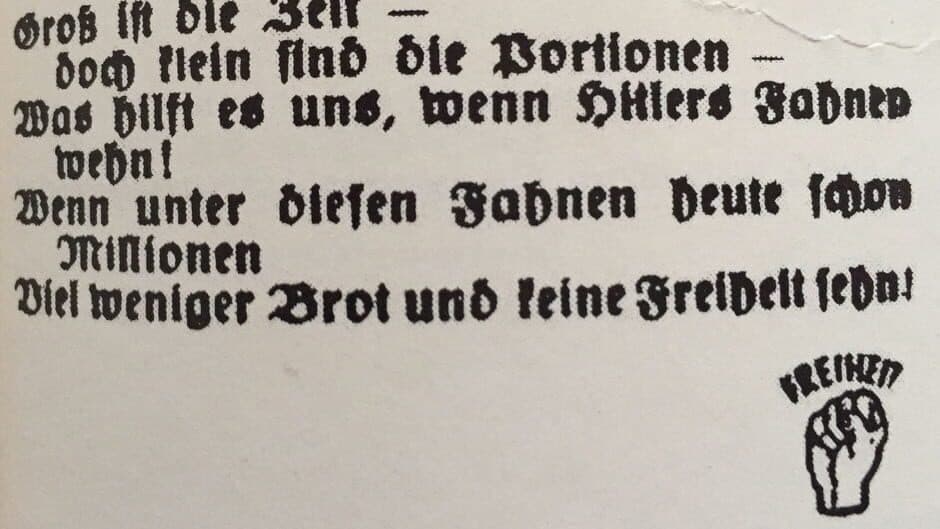 Groß ist die Zeit —
doch klein sind die Portionen —
Was hilft es uns, wenn Hitlers Fahnen
wehn!
Wenn unter diesen Fahnen heute schon
Millionen
Viel weniger Brot und keine Freiheit sehn!
FREIHEIT